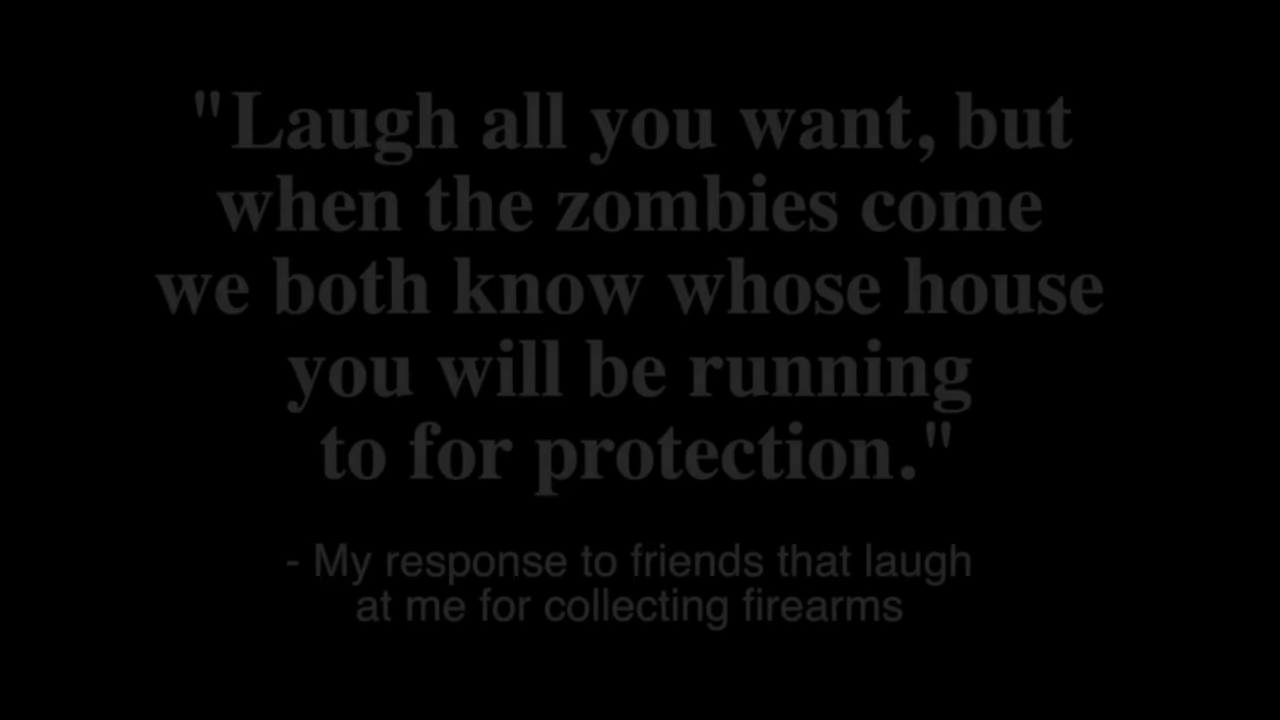 "Laugh all you want, but
when the zombies come
we both know whose house
you will be running
to for protection."
- My response to friends that laugh
at me for collecting firearms